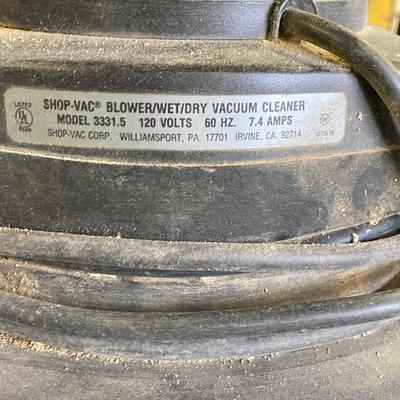 SHOP-VAC® BLOWER/WET/DRY VACUUM CLEANER
MODEL 3331.5 120 VOLTS 60 HZ. 7.4 AMPS
SHOP-VAC CORP. WILLIAMSPORT, PA. 17701 IRVINE, CA. 92714
LISTED
UL